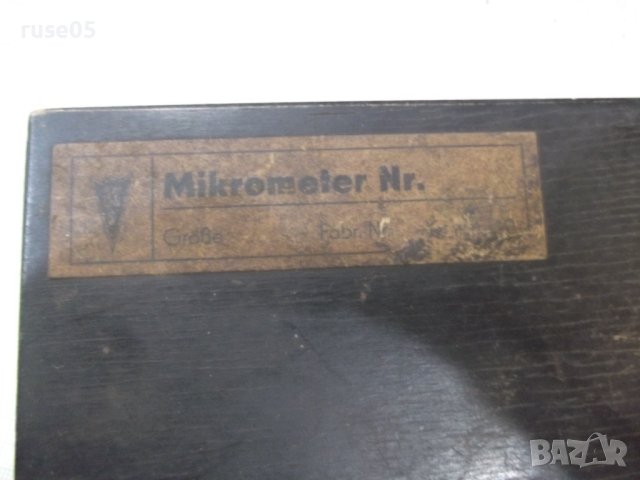 ruse05
Mikrometer Nr.
Größe Fabr. Nr.
BAZAR